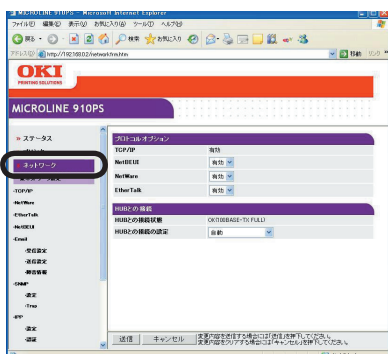 MICROLINE 910PS - Microsoft Internet Explorer
ファイル(F) 編集(E) 表示(V) お気に入り(A) ツール(T) ヘルプ(H)
戻る 検索 お気に入り
アドレス(D) http://192.168.0.2/networkfrm.htm 移動 リンク
OKI
PRINTING SOLUTIONS
MICROLINE 910PS
» ステータス
ネットワーク
-TCP/IP
-NetWare
-EtherTalk
-NetBEUI
-Email
-受信設定
-送信設定
-障害情報
-SNMP
-設定
-Trap
-IPP
-設定
-認証
プロトコルオプション
TCP/IP 有効
NetBEUI 有効
NetWare 有効
EtherTalk 有効
HUBとの接続
HUBとの接続状態 OK(100BASE-TX FULL)
HUBとの接続の設定 自動
送信 キャンセル
変更内容を送信する場合には「送信」を押下してください。
変更内容をクリアする場合は「キャンセル」を押下してください。